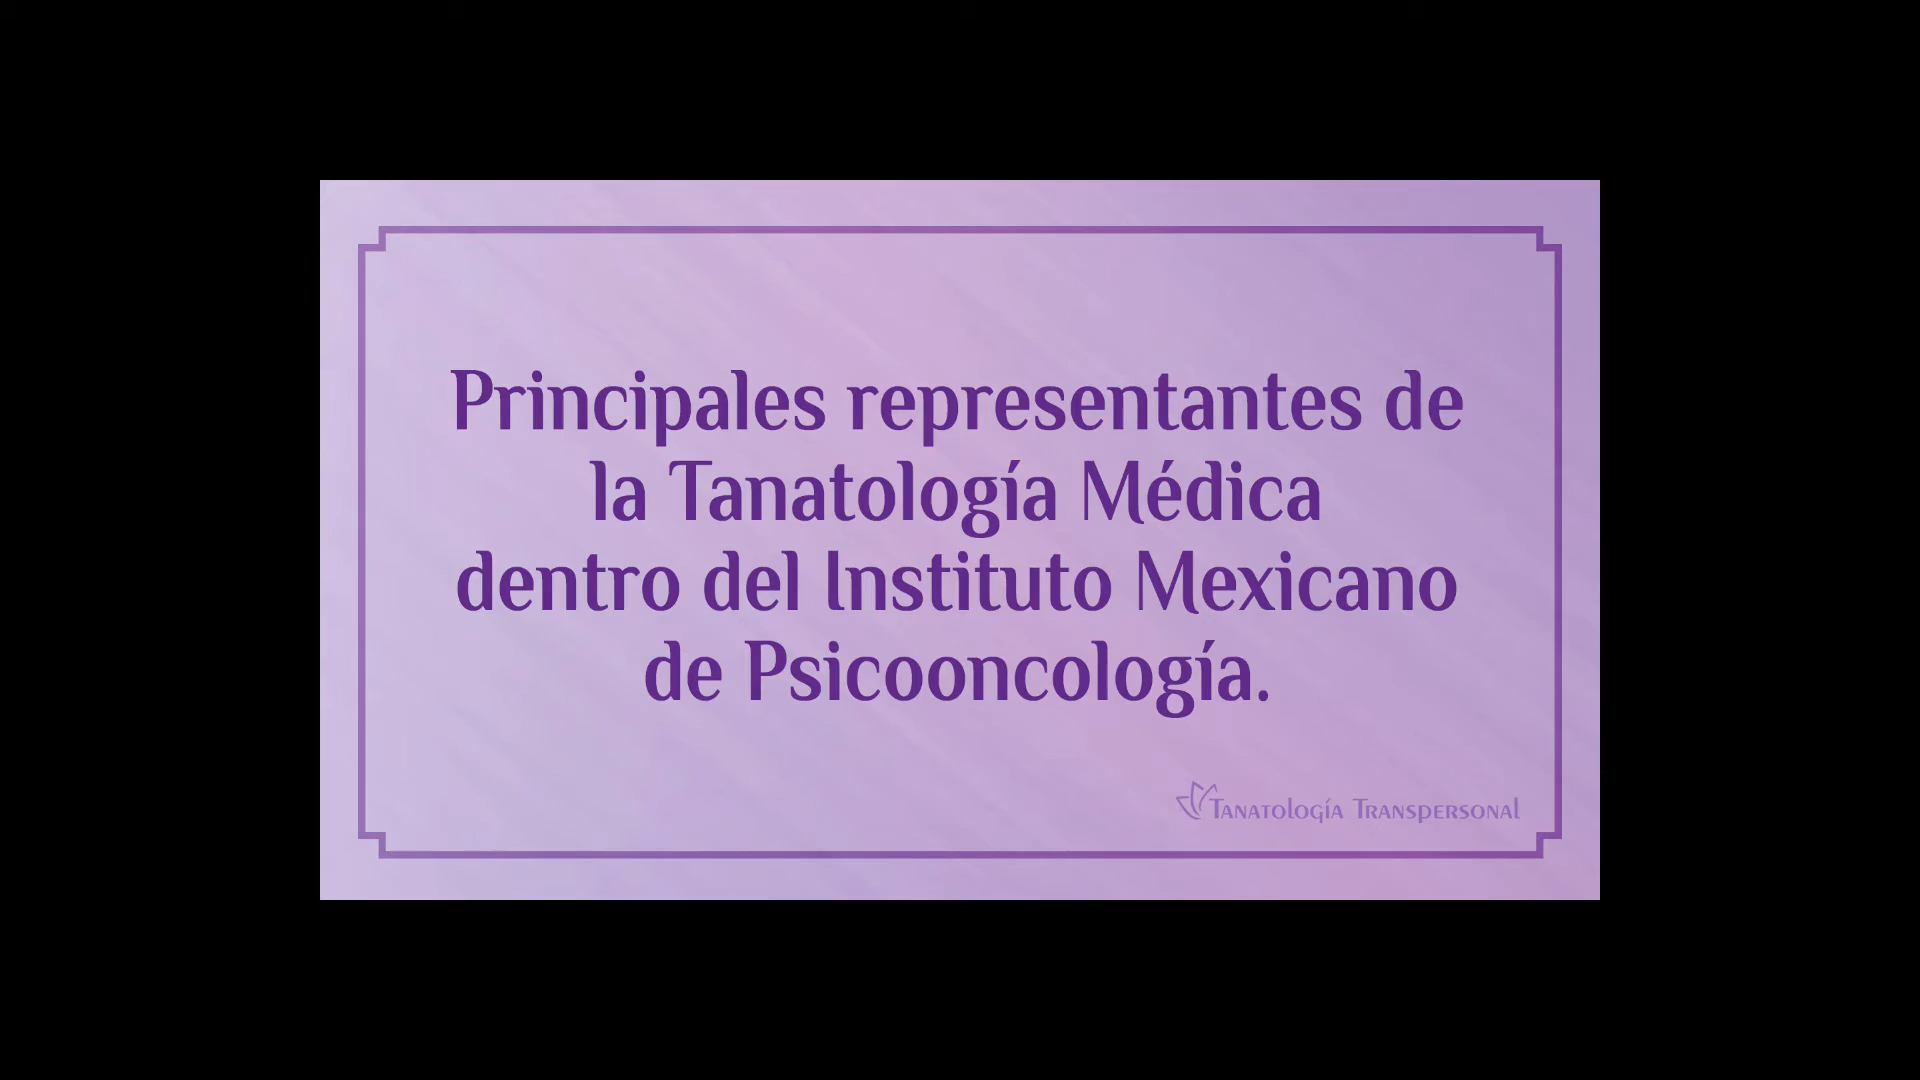 Principales representantes de
la Tanatología Médica
dentro del Instituto Mexicano
de Psicooncología.
Tanatología Transpersonal